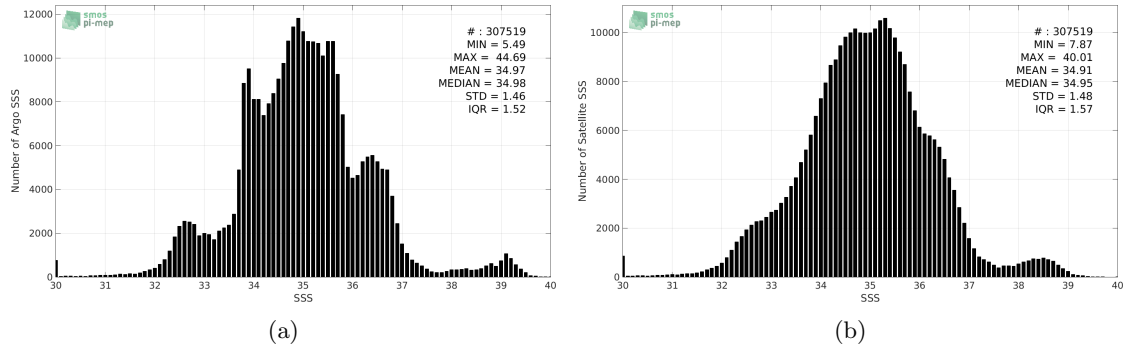 smos
pi-mep
# : 307519
MIN = 5.49
MAX = 44.69
MEAN = 34.97
MEDIAN = 34.98
STD = 1.46
IQR = 1.52
Number of Argo SSS
12000
10000
8000
6000
4000
2000
0
30 31 32 33 34 35 36 37 38 39 40
SSS
(a)
smos
pi-mep
# : 307519
MIN = 7.87
MAX = 40.01
MEAN = 34.91
MEDIAN = 34.95
STD = 1.48
IQR = 1.57
Number of Satellite SSS
10000
8000
6000
4000
2000
0
30 31 32 33 34 35 36 37 38 39 40
SSS
(b)